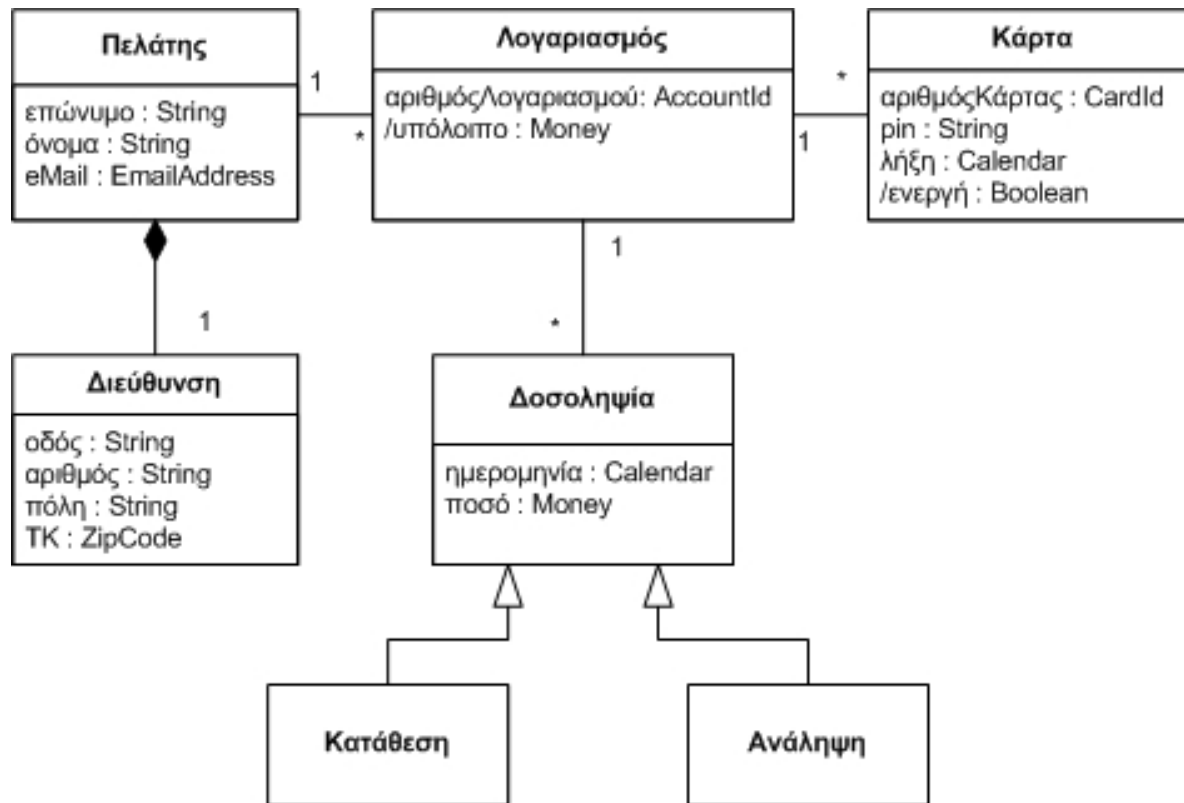 Πελάτης
επώνυμο : String
όνομα : String
eMail : EmailAddress
1
*
Λογαριασμός
αριθμόςΛογαριασμού: AccountId
/υπόλοιπο : Money
*
1
Κάρτα
αριθμόςΚάρτας : CardId
pin : String
λήξη : Calendar
/ενεργή : Boolean
1
1
*
Διεύθυνση
οδός : String
αριθμός : String
πόλη : String
ΤΚ : ZipCode
Δοσοληψία
ημερομηνία : Calendar
ποσό : Money
Κατάθεση
Ανάληψη